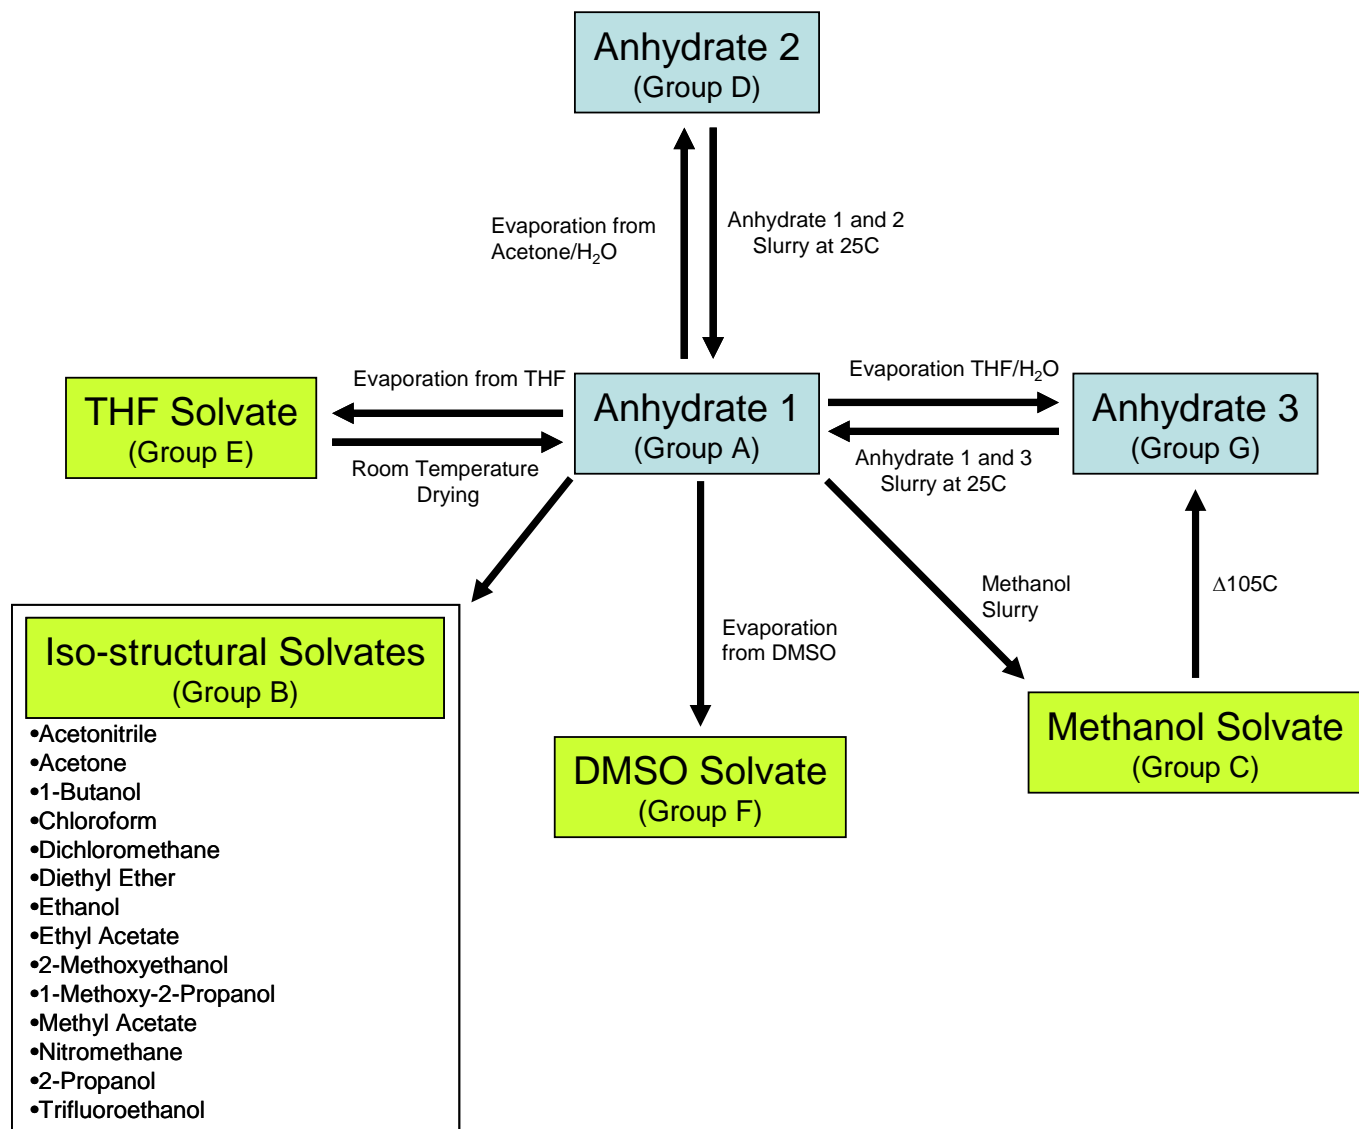 Anhydrate 2
(Group D)
Evaporation from
Acetone/H₂O
Anhydrate 1 and 2
Slurry at 25C
Evaporation from THF
Evaporation THF/H₂O
THF Solvate
(Group E)
Anhydrate 1
(Group A)
Anhydrate 3
(Group G)
Room Temperature
Drying
Anhydrate 1 and 3
Slurry at 25C
Methanol
Slurry
Δ105C
Evaporation
from DMSO
Iso-structural Solvates
(Group B)
•Acetonitrile
•Acetone
•1-Butanol
•Chloroform
•Dichloromethane
•Diethyl Ether
•Ethanol
•Ethyl Acetate
•2-Methoxyethanol
•1-Methoxy-2-Propanol
•Methyl Acetate
•Nitromethane
•2-Propanol
•Trifluoroethanol
DMSO Solvate
(Group F)
Methanol Solvate
(Group C)